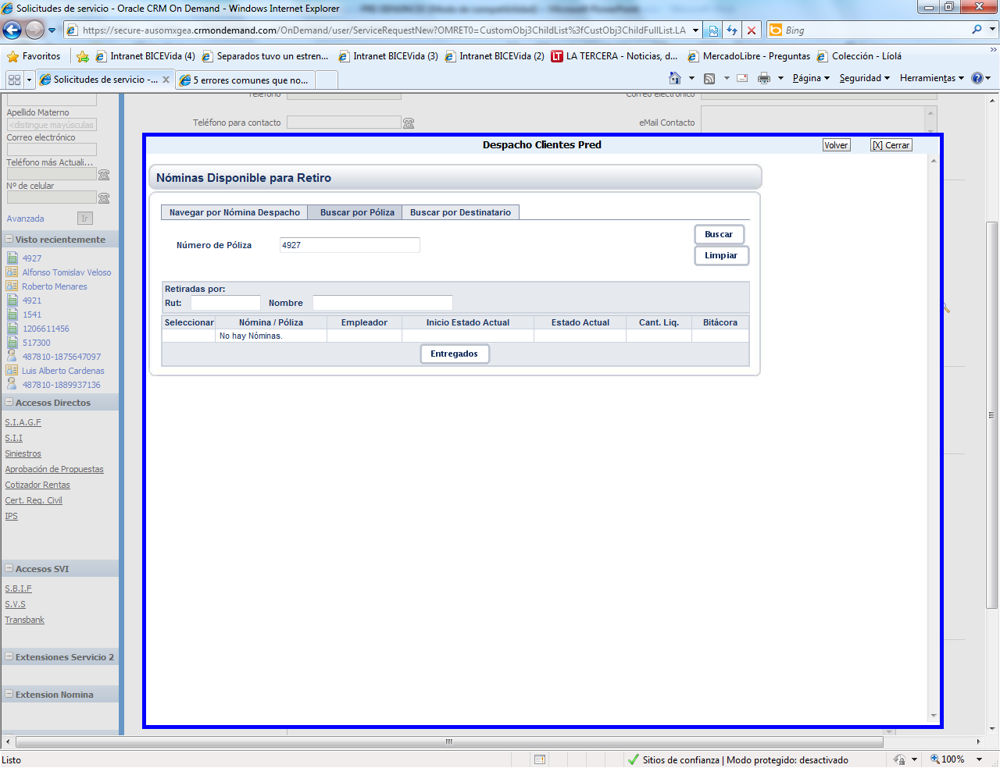 Solicitudes de servicio - Oracle CRM On Demand - Windows Internet Explorer
https://secure-ausomxgea.crmondemand.com/OnDemand/user/ServiceRequestNew?OMRET0=CustomObj3ChildList%3fCustObj3ChildFullList.LA
Bing
Favoritos
Intranet BICEVida (4)
Separados tuvo un estren...
Intranet BICEVida (3)
Intranet BICEVida (2)
LA TERCERA - Noticias, d...
MercadoLibre - Preguntas
Colección - Líolá
Solicitudes de servicio -...
5 errores comunes que no...
Página
Seguridad
Herramientas
Teléfono
Correo electrónico
Apellido Materno
<distingue mayúsculas
Teléfono para contacto
eMail Contacto
Correo electrónico
Teléfono más Actuali...
Nº de celular
Avanzada
Ir
Despacho Clientes Pred
Volver
[X] Cerrar
Nóminas Disponible para Retiro
Navegar por Nómina Despacho
Buscar por Póliza
Buscar por Destinatario
Número de Póliza
4927
Buscar
Limpiar
Retiradas por:
Rut:
Nombre
Seleccionar
Nómina / Póliza
Empleador
Inicio Estado Actual
Estado Actual
Cant. Liq.
Bitácora
No hay Nóminas.
Entregados
Visto recientemente
4927
Alfonso Tomislav Veloso
Roberto Menares
4921
1541
1206611456
517300
487810-1875647097
Luis Alberto Cardenas
487810-1889937136
Accesos Directos
S.I.A.G.F
S.I.I
Siniestros
Aprobación de Propuestas
Cotizador Rentas
Cert. Reg. Civil
IPS
Accesos SVI
S.B.I.F
S.V.S
Transbank
Extensiones Servicio 2
Extension Nomina
Listo
Sitios de confianza | Modo protegido: desactivado
100%